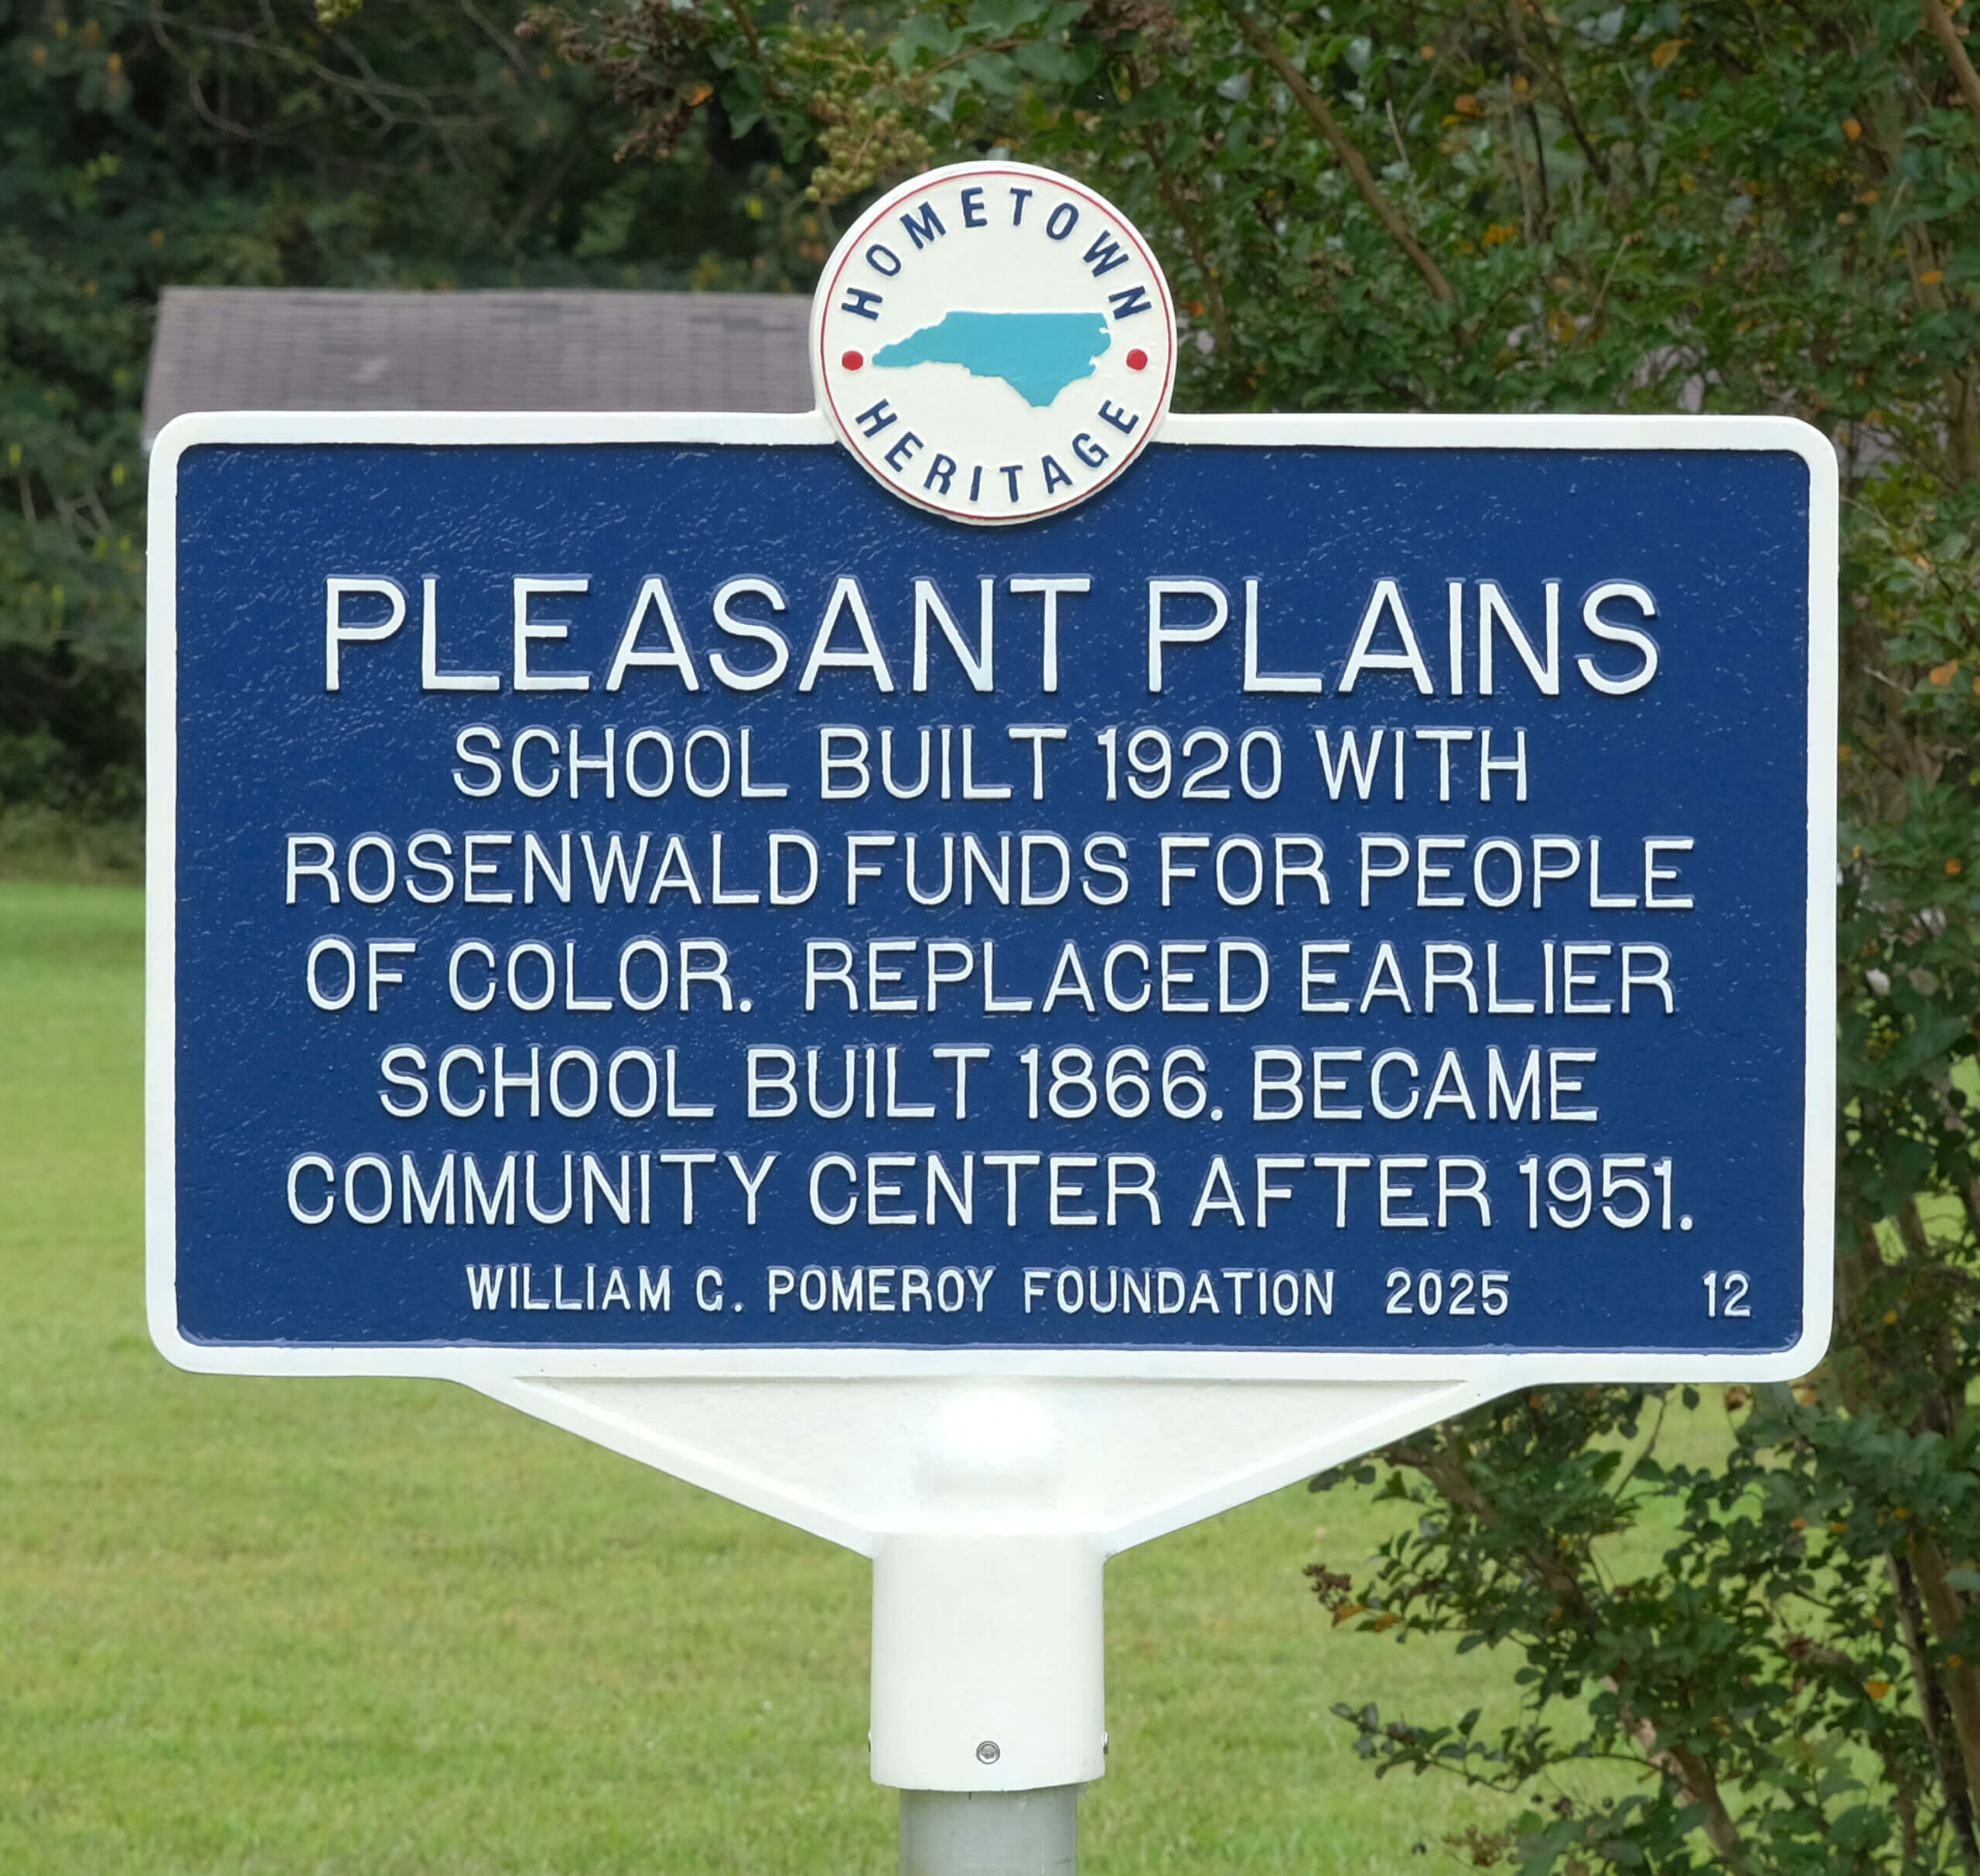 HOMETOWN
HERITAGE
PLEASANT PLAINS
SCHOOL BUILT 1920 WITH
ROSENWALD FUNDS FOR PEOPLE
OF COLOR. REPLACED EARLIER
SCHOOL BUILT 1866. BECAME
COMMUNITY CENTER AFTER 1951.
WILLIAM G. POMEROY FOUNDATION 2025 12